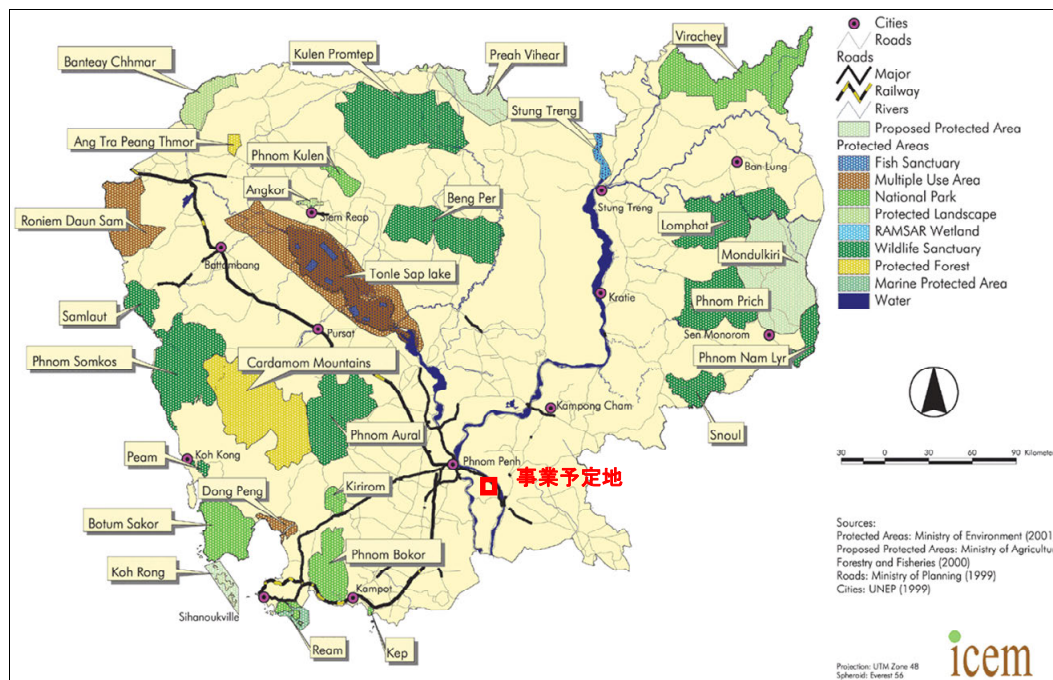 Banteay Chhmar
Kulen Promtep
Preah Vihear
Virachey
Stung Treng
Ang Tra Peang Thmor
Phnom Kulen
Angkor
Siem Reap
Beng Per
Ban Lung
Stung Treng
Lomphat
Roniem Daun Sam
Battambang
Tonle Sap lake
Mondulkiri
Kratie
Phnom Prich
Samlaut
Pursat
Sen Monorom
Phnom Somkos
Cardamom Mountains
Phnom Nam Lyr
Kampong Cham
Snoul
Phnom Aural
Peam
Koh Kong
Phnom Penh
事業予定地
Dong Peng
Kirirom
Botum Sakor
Phnom Bokor
Koh Rong
Kampot
Sihanoukville
Ream
Kep
Cities
Roads
Roads
Major
Railway
Rivers
Proposed Protected Area
Protected Areas
Fish Sanctuary
Multiple Use Area
National Park
Protected Landscape
RAMSAR Wetland
Wildlife Sanctuary
Protected Forest
Marine Protected Area
Water
30 0 30 60 90 Kilomete
Sources:
Protected Areas: Ministry of Environment (2001
Proposed Protected Areas: Ministry of Agricultur
Forestry and Fisheries (2000)
Roads: Ministry of Planning (1999)
Cities: UNEP (1999)
icem
Projection: UTM Zone 48
Spheroid: Everest 56